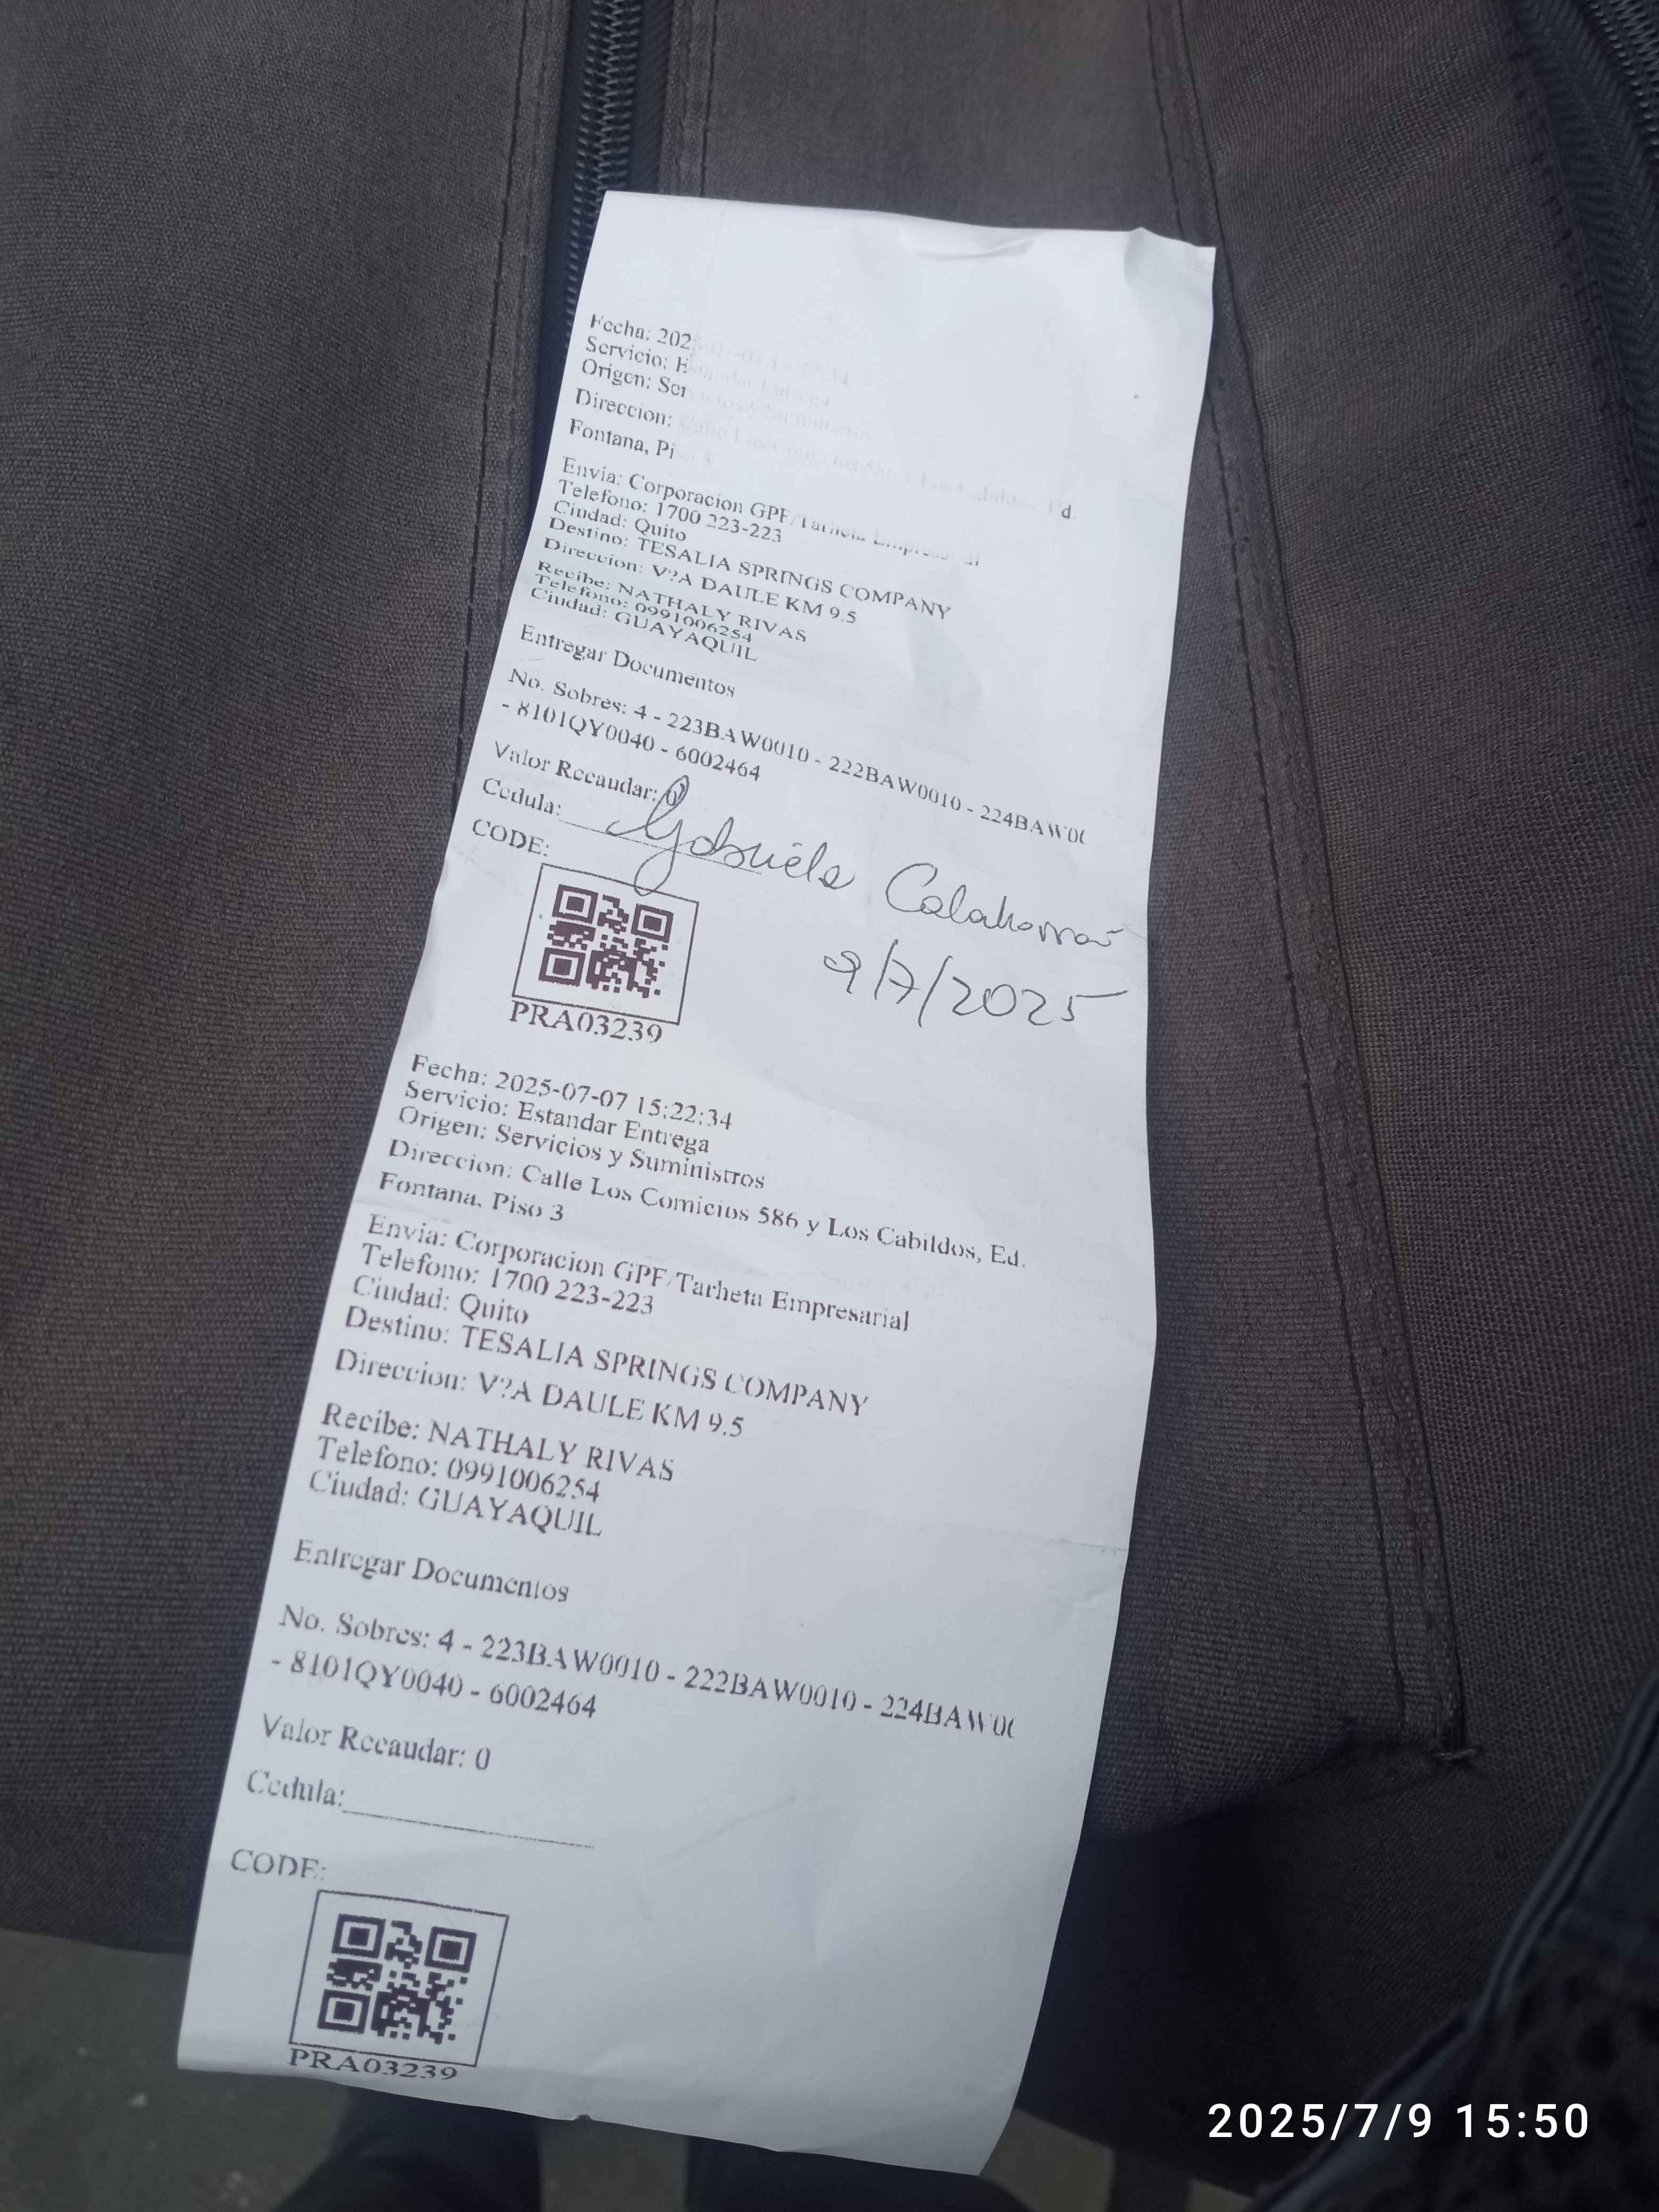 Fecha: 2025-07-07 15:22:34
Servicio: Estandar Entrega
Origen: Servicios y Suministros
Direccion: Calle Los Comicios 586 y Los Cabildos, Ed.
Fontana, Piso 3
Envia: Corporacion GPF/Tarheta Empresarial
Telefono: 1700 223-223
Ciudad: Quito
Destino: TESALIA SPRINGS COMPANY
Direccion: V?A DAULE KM 9.5
Recibe: NATHALY RIVAS
Telefono: 0991006254
Ciudad: GUAYAQUIL
Entregar Documentos
No. Sobres: 4 - 223BAW0010 - 222BAW0010 - 224BAW00
- 8101QY0040 - 6002464
Valor Recaudar: 0
Cedula:
Gabriela
CODE:
9/7/2025
PRA03239
Fecha: 2025-07-07 15:22:34
Servicio: Estandar Entrega
Origen: Servicios y Suministros
Direccion: Calle Los Comicios 586 y Los Cabildos, Ed.
Fontana, Piso 3
Envia: Corporacion GPF/Tarheta Empresarial
Telefono: 1700 223-223
Ciudad: Quito
Destino: TESALIA SPRINGS COMPANY
Direccion: V?A DAULE KM 9.5
Recibe: NATHALY RIVAS
Telefono: 0991006254
Ciudad: GUAYAQUIL
Entregar Documentos
No. Sobres: 4 - 223BAW0010 - 222BAW0010 - 224BAW00
- 8101QY0040 - 6002464
Valor Recaudar: 0
Cedula:
CODE:
PRA03239
2025/7/9 15:50